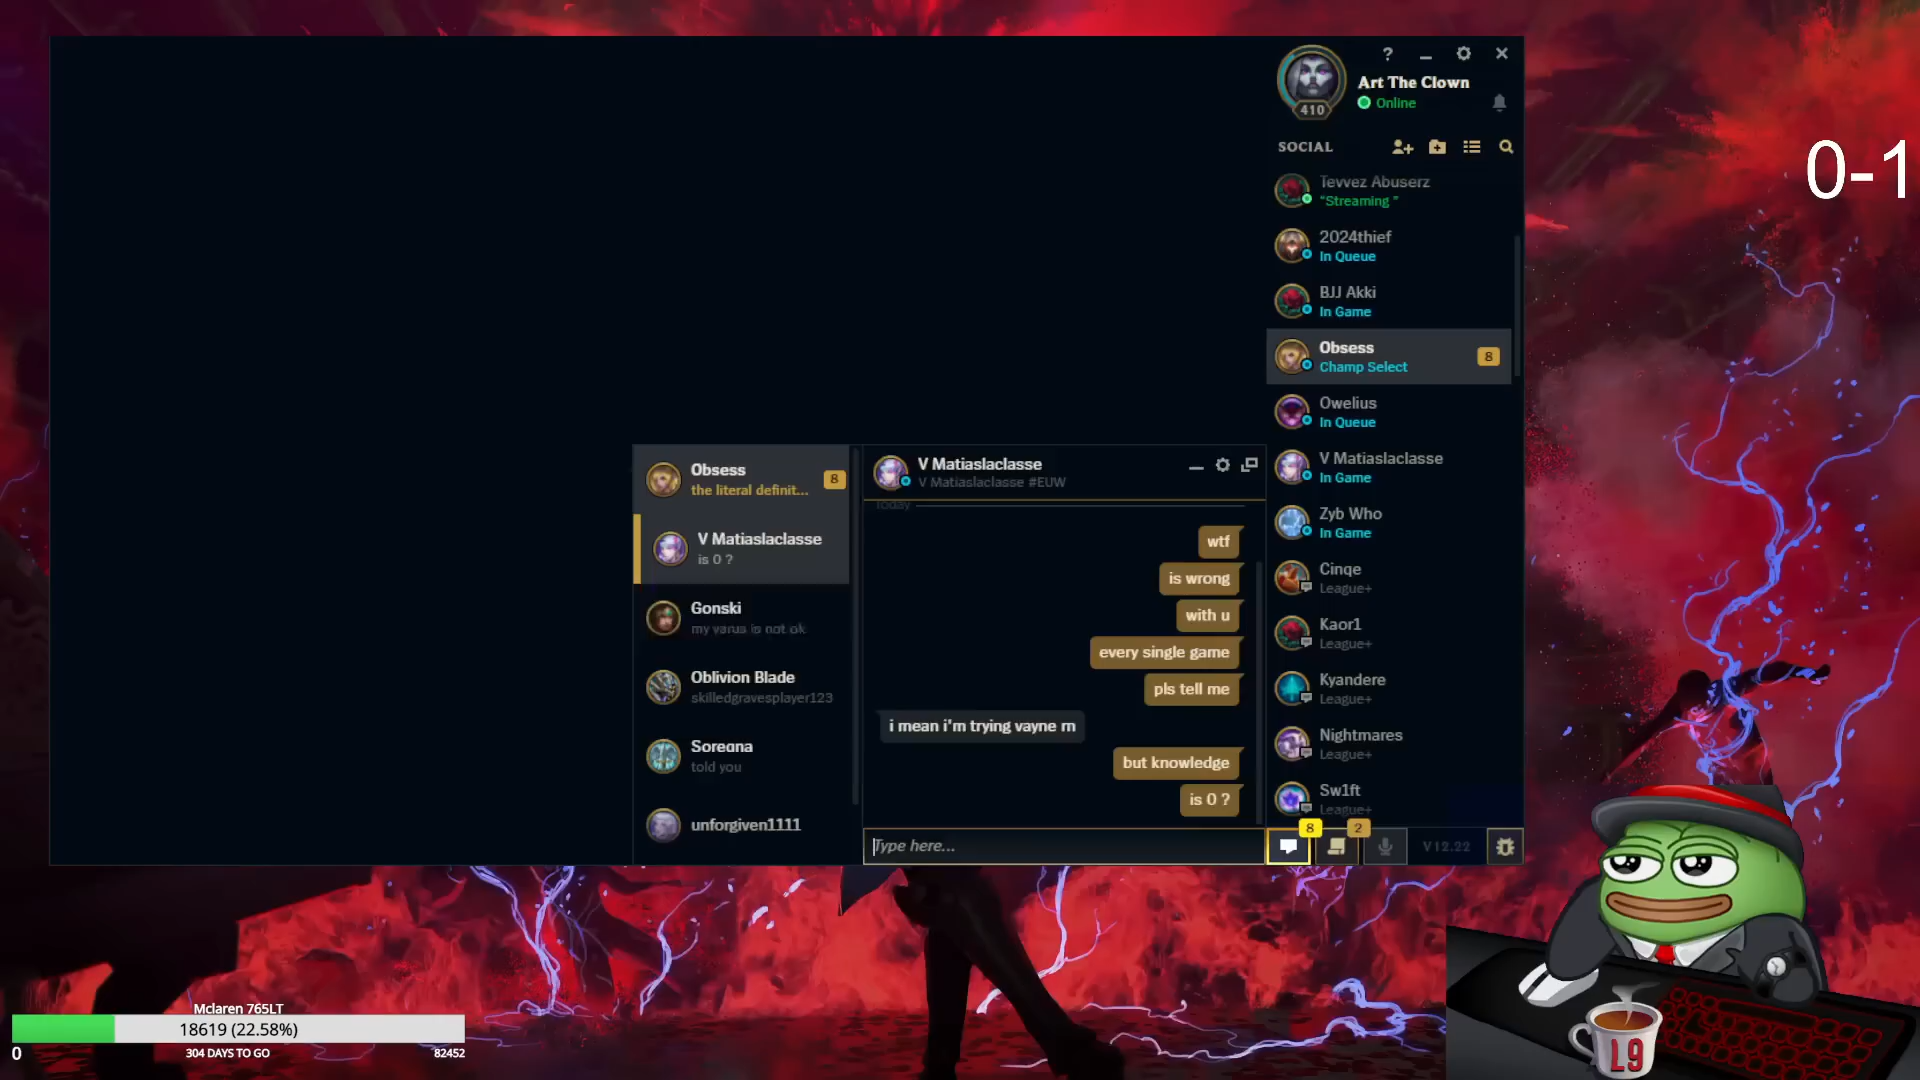 ?
Art The Clown
410
Online
SOCIAL
0-1
Tevvez Abuserz
"Streaming "
2024thief
In Queue
BJJ Akki
In Game
Obsess
Champ Select
8
Owelius
In Queue
V Matiaslaclasse
In Game
Zyb Who
In Game
Cinqe
League+
Kaor1
League+
Kyandere
League+
Nightmares
League+
Sw1ft
League+
Obsess
the literal definit...
8
V Matiaslaclasse
is 0 ?
Gonski
my varus is not ok
Oblivion Blade
skilledgravesplayer123
Soreana
told you
unforgiven1111
V Matiaslaclasse
V Matiaslaclasse #EUW
Today
wtf
is wrong
with u
every single game
pls tell me
i mean i'm trying vayne rn
but knowledge
is 0 ?
Type here...
8
2
V12.22
Mclaren 765LT
18619 (22.58%)
0
304 DAYS TO GO
82452
L9